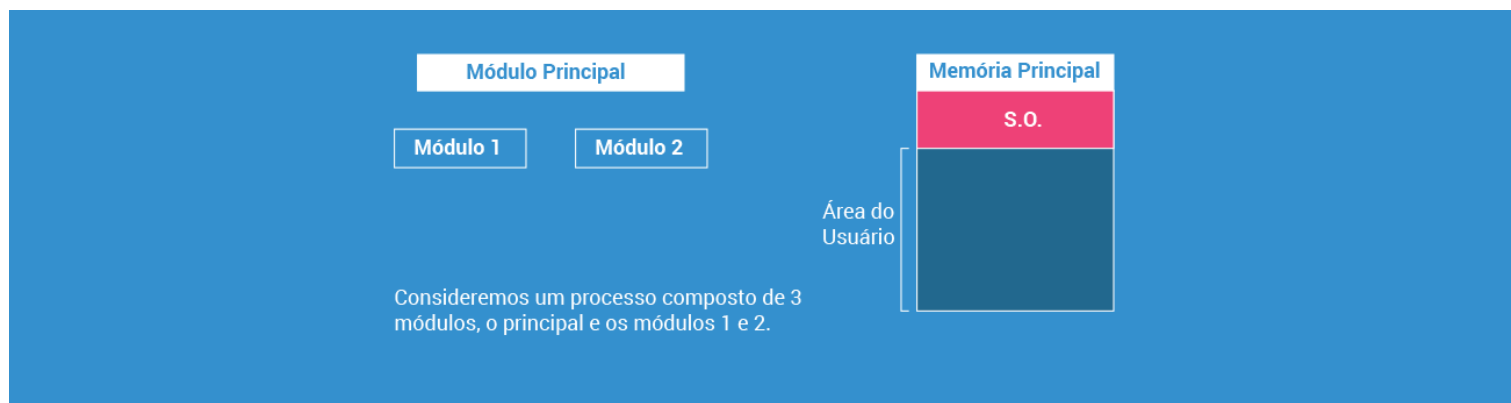 Módulo Principal
Módulo 1
Módulo 2
Consideremos um processo composto de 3
módulos, o principal e os módulos 1 e 2.
Memória Principal
S.O.
Área do
Usuário